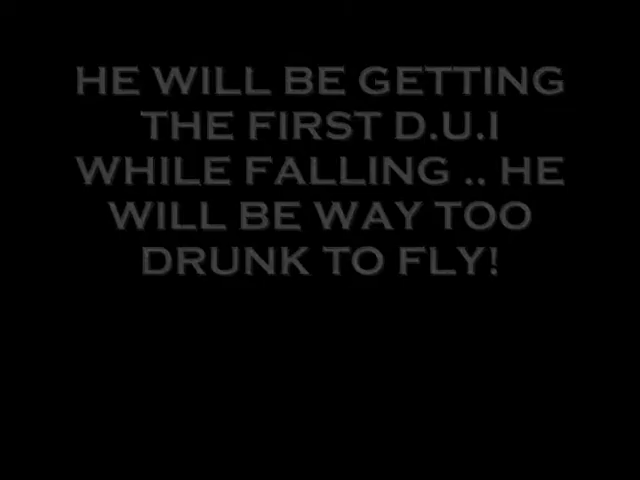 HE WILL BE GETTING
THE FIRST D.U.I
WHILE FALLING .. HE
WILL BE WAY TOO
DRUNK TO FLY!